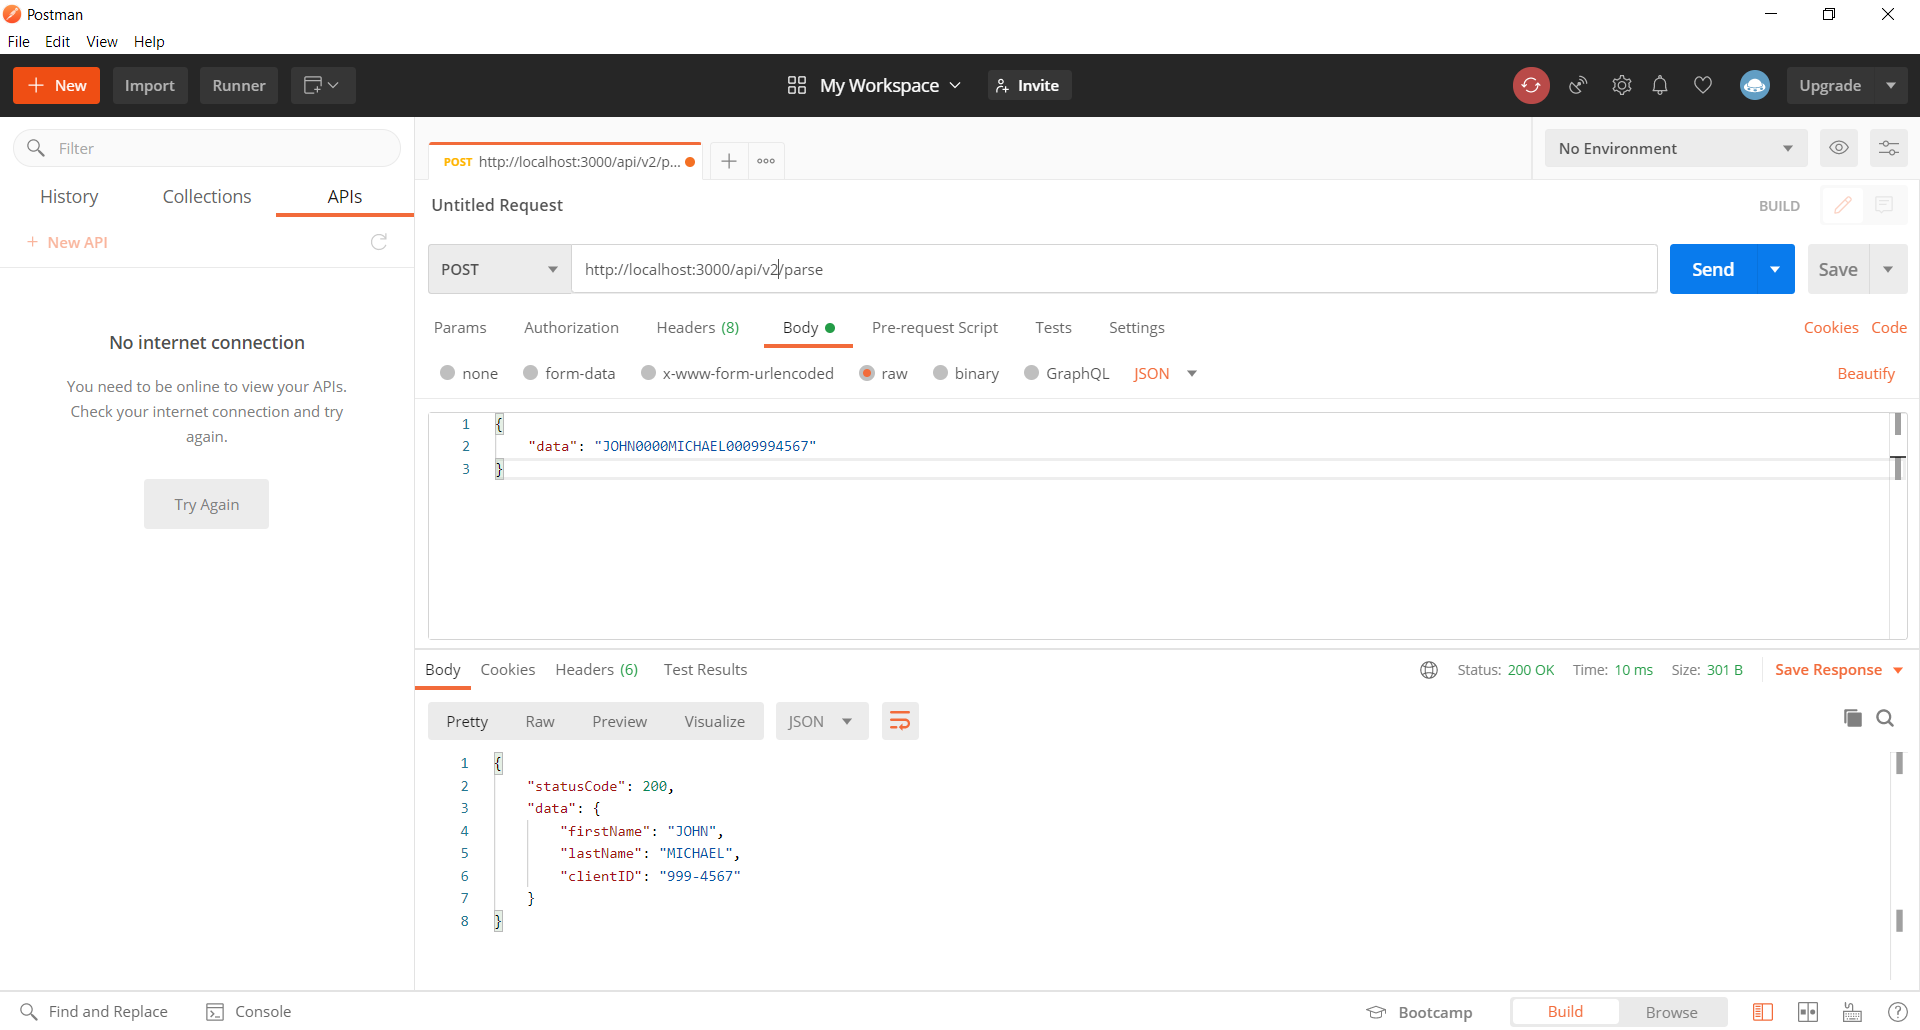 Postman
File Edit View Help
New Import Runner My Workspace Invite Upgrade
Filter
History Collections APIs
+ New API
No internet connection
You need to be online to view your APIs.
Check your internet connection and try
again.
Try Again
POST http://localhost:3000/api/v2/p...
No Environment
Untitled Request
BUILD
POST http://localhost:3000/api/v2/parse Send Save
Params Authorization Headers (8) Body Pre-request Script Tests Settings Cookies Code
none form-data x-www-form-urlencoded raw binary GraphQL JSON Beautify
1 {
2 "data": "JOHN0000MICHAEL0009994567"
3 }
Body Cookies Headers (6) Test Results Status: 200 OK Time: 10 ms Size: 301 B Save Response
Pretty Raw Preview Visualize JSON
1 {
2 "statusCode": 200,
3 "data": {
4 "firstName": "JOHN",
5 "lastName": "MICHAEL",
6 "clientID": "999-4567"
7 }
8 }
Find and Replace Console Bootcamp Build Browse